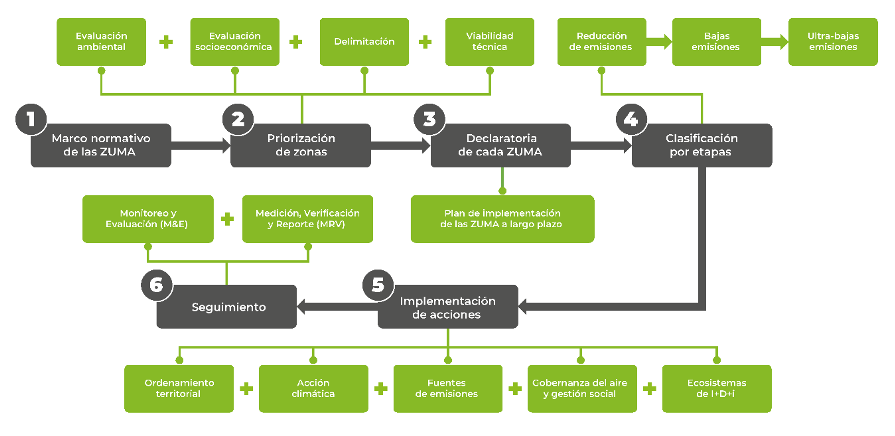 Evaluación
ambiental
+
Evaluación
socioeconómica
+
Delimitación
+
Viabilidad
técnica
Reducción
de emisiones
Bajas
emisiones
Ultra-bajas
emisiones
1
Marco normativo
de las ZUMA
2
Priorización
de zonas
3
Declaratoria
de cada ZUMA
4
Clasificación
por etapas
Monitoreo y
Evaluación (M&E)
+
Medición, Verificación
y Reporte (MRV)
Plan de implementación
de las ZUMA a largo plazo
6
Seguimiento
5
Implementación
de acciones
Ordenamiento
territorial
+
Acción
climática
+
Fuentes
de emisiones
+
Gobernanza del aire
y gestión social
+
Ecosistemas
de I+D+i